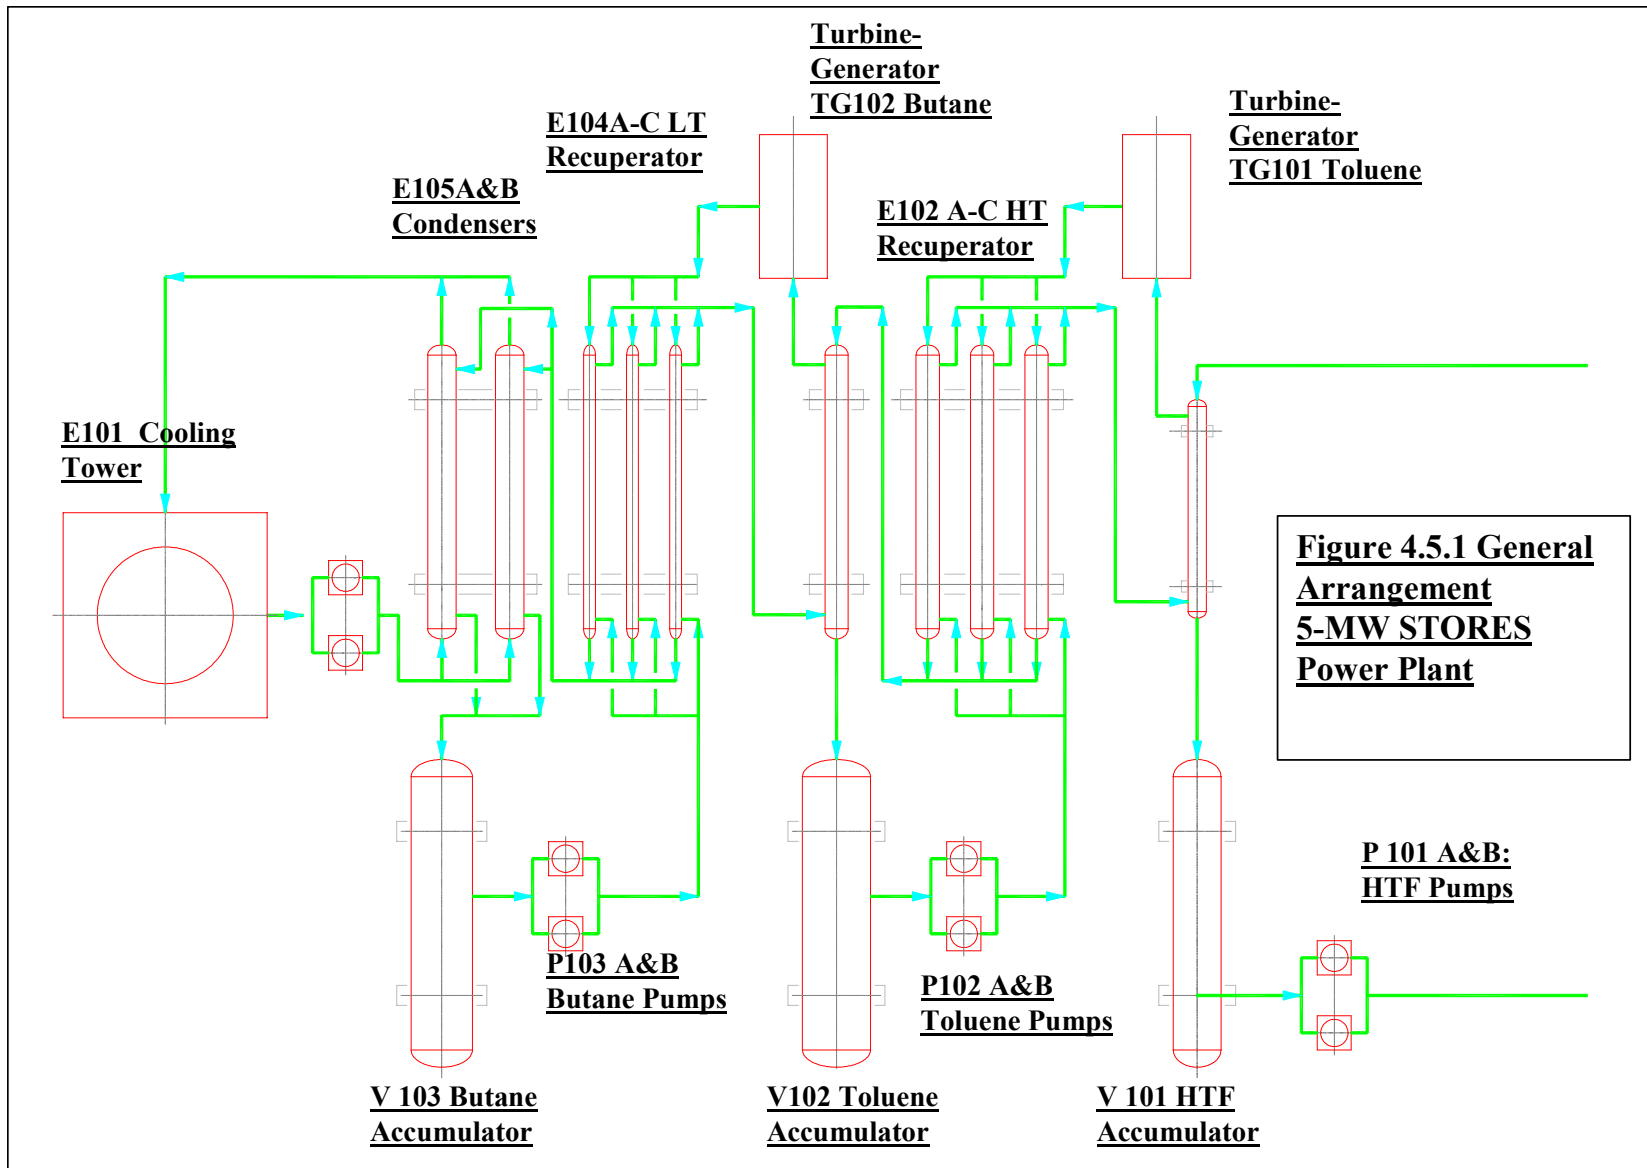 Turbine-
Generator
TG102 Butane
Turbine-
Generator
TG101 Toluene
E104A-C LT
Recuperator
E105A&B
Condensers
E102 A-C HT
Recuperator
E101 Cooling
Tower
Figure 4.5.1 General
Arrangement
5-MW STORES
Power Plant
P 101 A&B:
HTF Pumps
P103 A&B
Butane Pumps
P102 A&B
Toluene Pumps
V 103 Butane
Accumulator
V102 Toluene
Accumulator
V 101 HTF
Accumulator